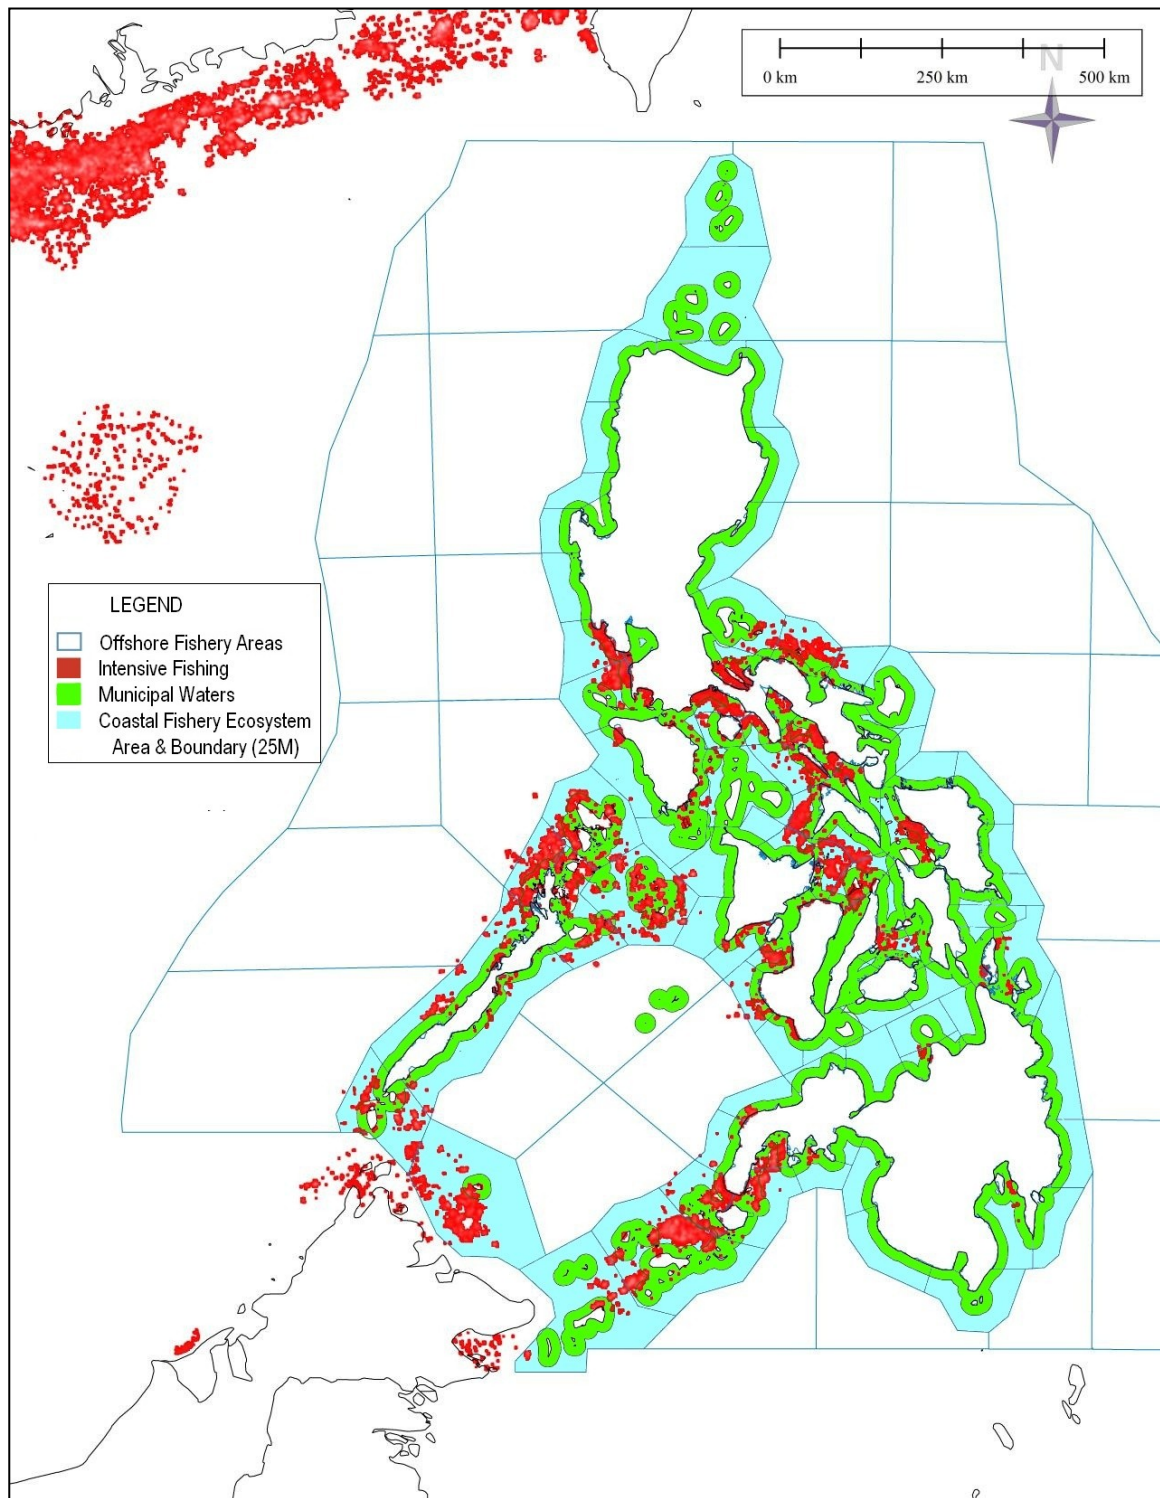 N
0 km 250 km 500 km
LEGEND
Offshore Fishery Areas
Intensive Fishing
Municipal Waters
Coastal Fishery Ecosystem
Area & Boundary (25M)